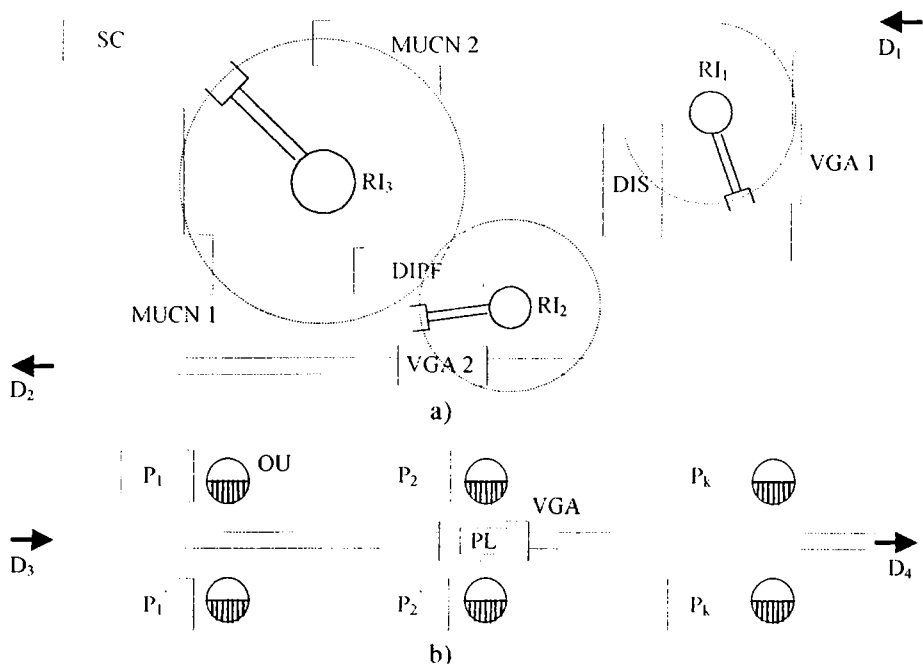 SC MUCN 2 D₁
RI₁
RI₃ DIS VGA 1
DIPF
MUCN 1 RI₂
D₂ VGA 2
a)
P₁ OU P₂ Pk
VGA
D₃ PL D₄
P₁' P₂' Pk
b)